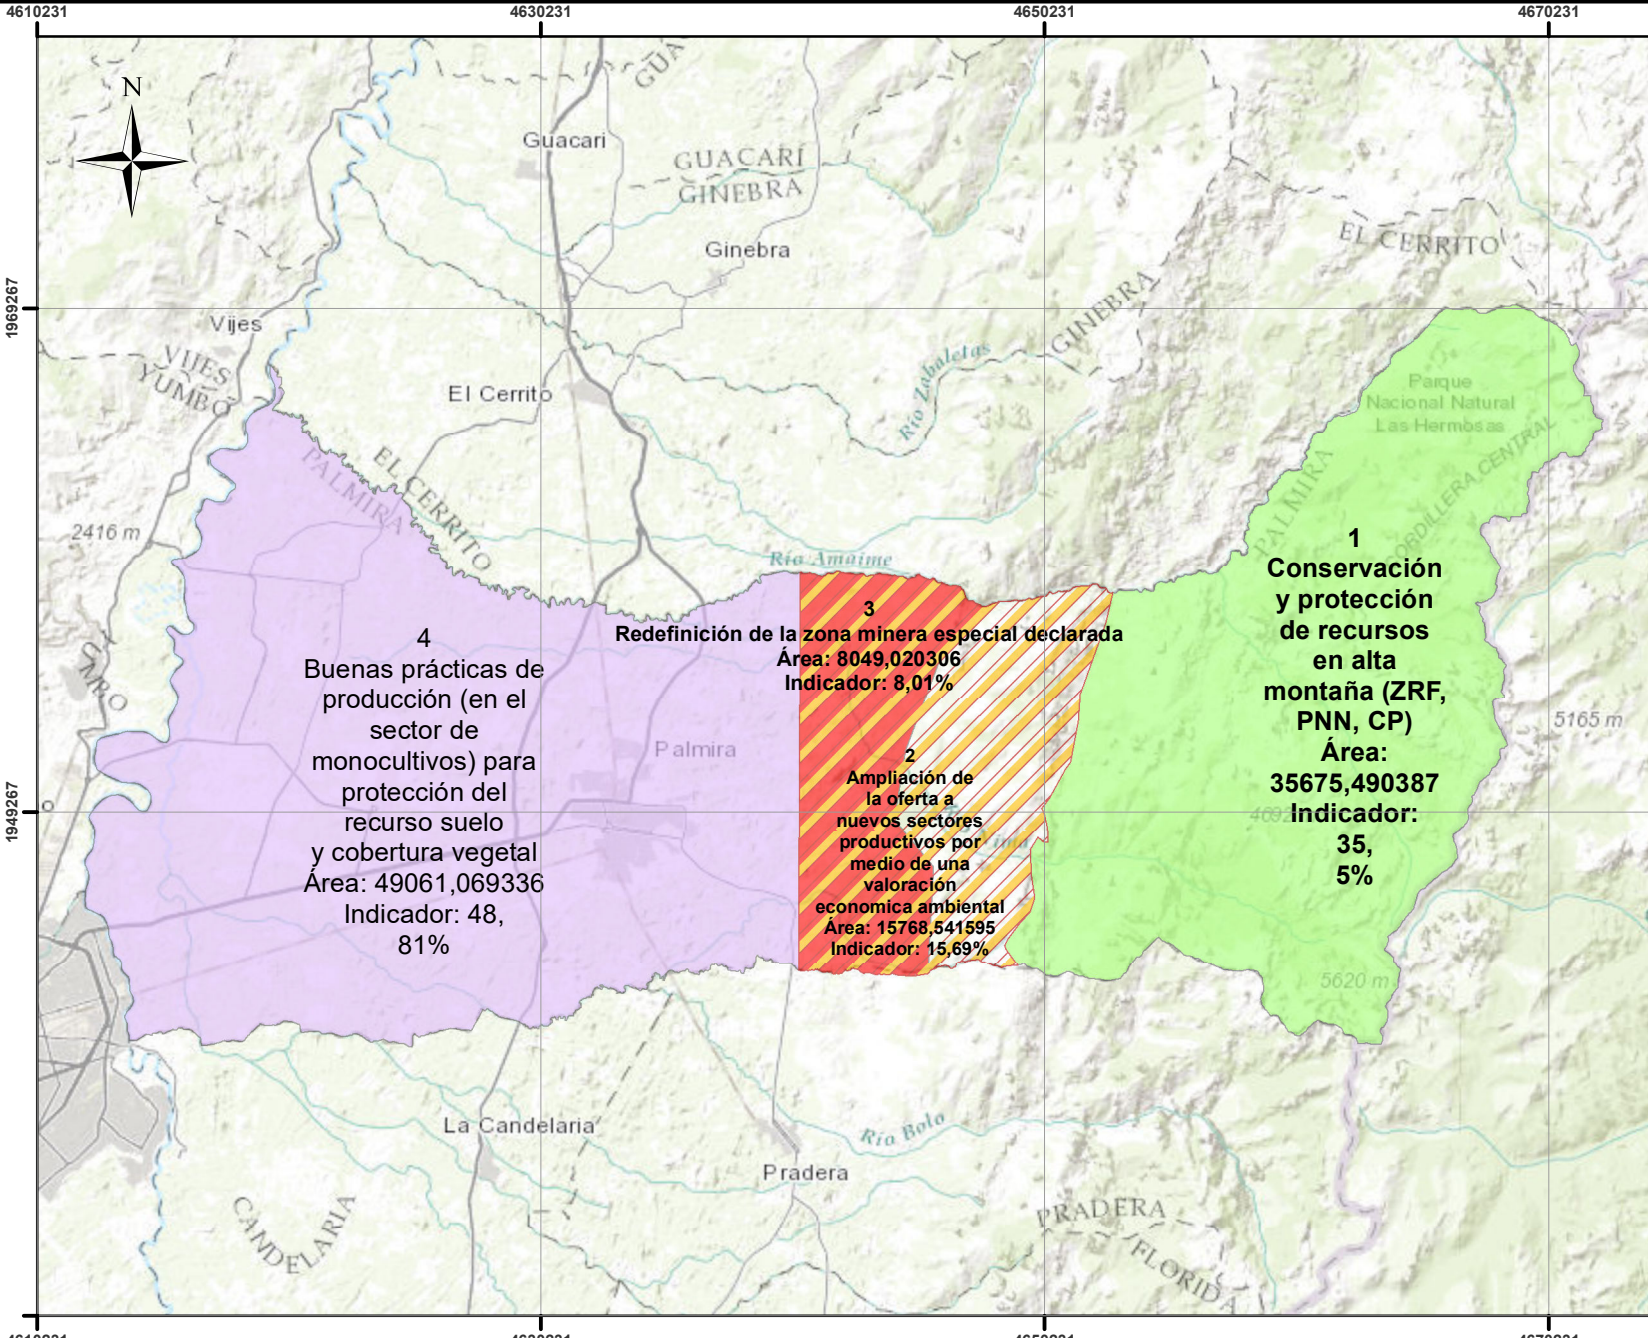 4610231
4630231
4650231
4670231
N
GUA
Guacari
GUACARÍ
GINEBRA
Ginebra
EL CERRITO
1969267
Vijes
VIJES
YUMBO
GINEBRA
El Cerrito
Río Zabaletas
Parque
Nacional Natural
Las Hermosas
CORDILLERA CENTRAL
PALMIRA
EL CERRITO
PALMIRA
2416 m
Río Amaime
1
Conservación
y protección
de recursos
en alta
montaña (ZRF,
PNN, CP)
Área:
35675,490387
Indicador:
35,
5%
3
Redefinición de la zona minera especial declarada
Área: 8049,020306
Indicador: 8,01%
4
Buenas prácticas de
producción (en el
sector de
monocultivos) para
protección del
recurso suelo
y cobertura vegetal
Área: 49061,069336
Indicador: 48,
81%
5165 m
Palmira
2
Ampliación de
la oferta a
nuevos sectores
productivos por
medio de una
valoración
economica ambiental
Área: 15768,541595
Indicador: 15,69%
1949267
5620 m
La Candelaria
Río Bolo
Pradera
CANDELARIA
PRADERA
FLORIDA
4610231
4630231
4650231
4670231